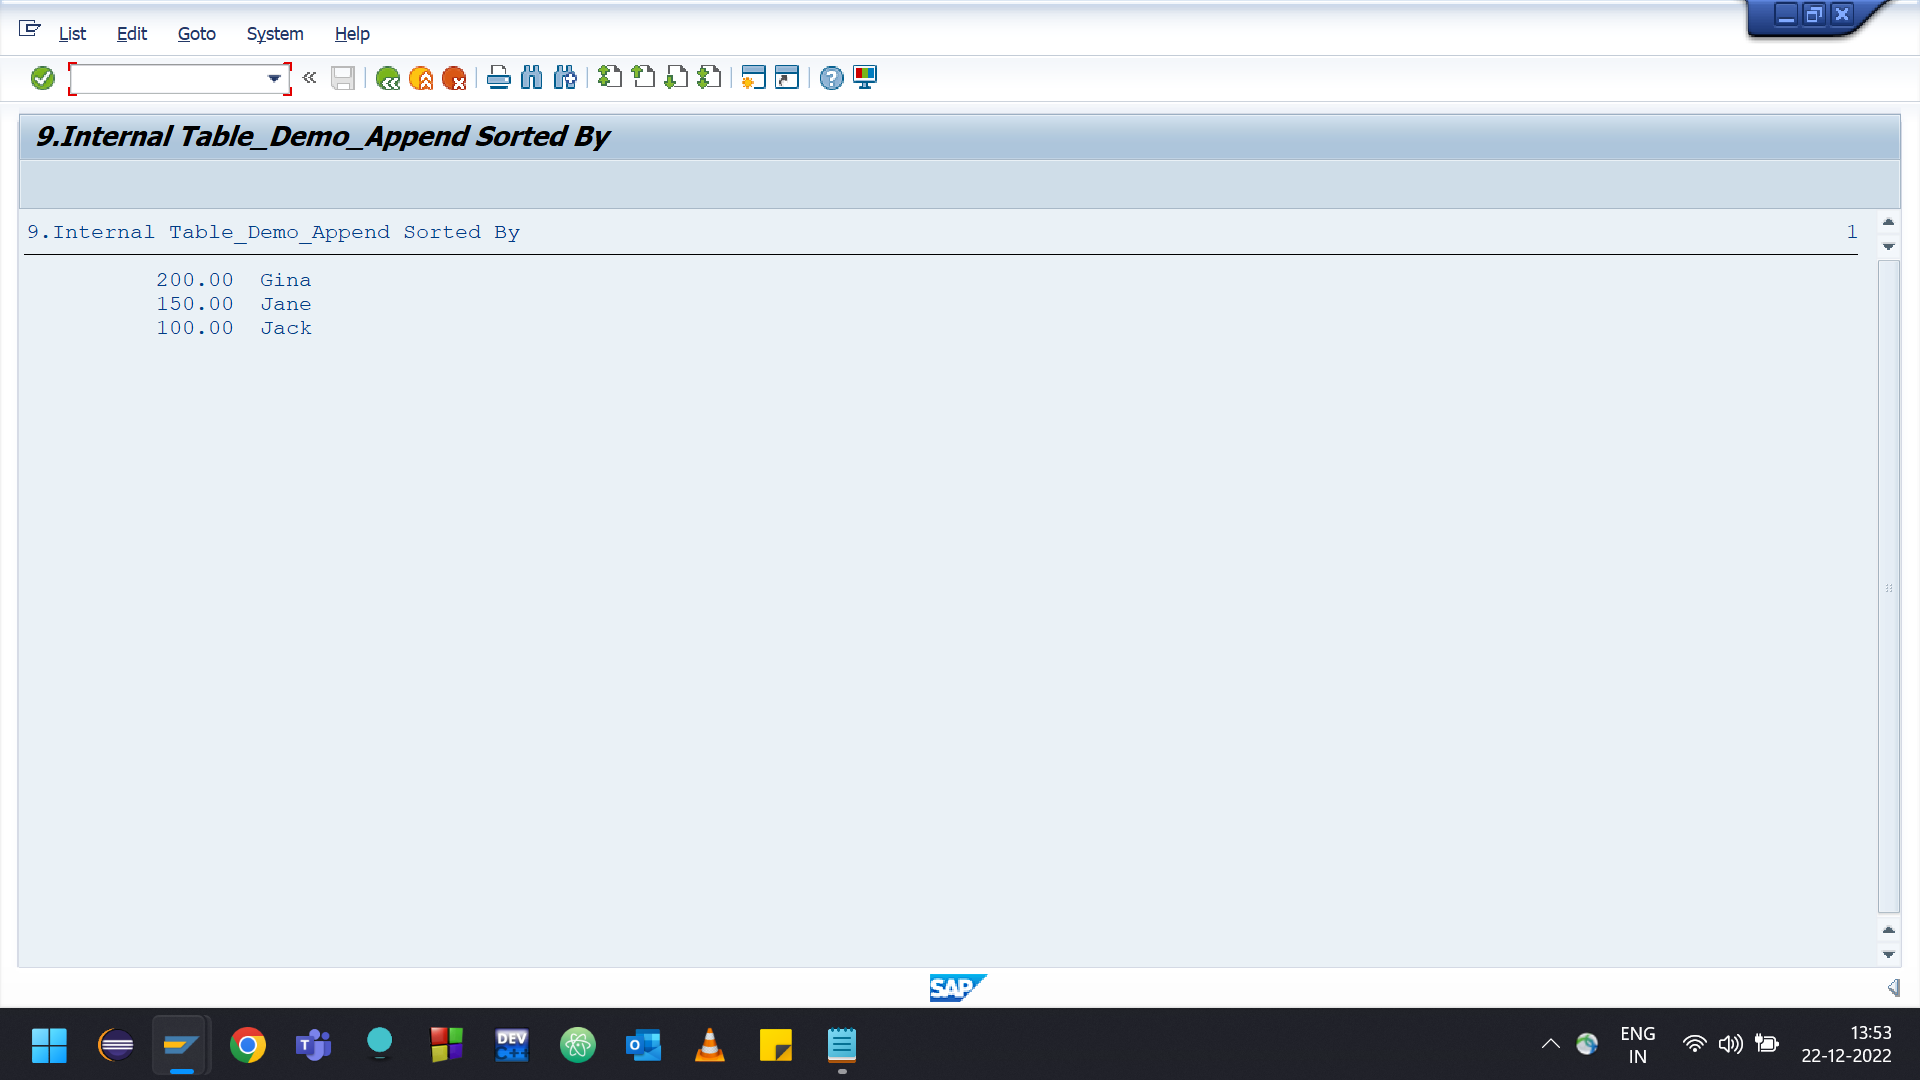 List Edit Goto System Help
9.Internal Table_Demo_Append Sorted By
9.Internal Table_Demo_Append Sorted By 1
200.00 Gina
150.00 Jane
100.00 Jack
SAP
T DEV C++ O ENG IN 13:53
22-12-2022